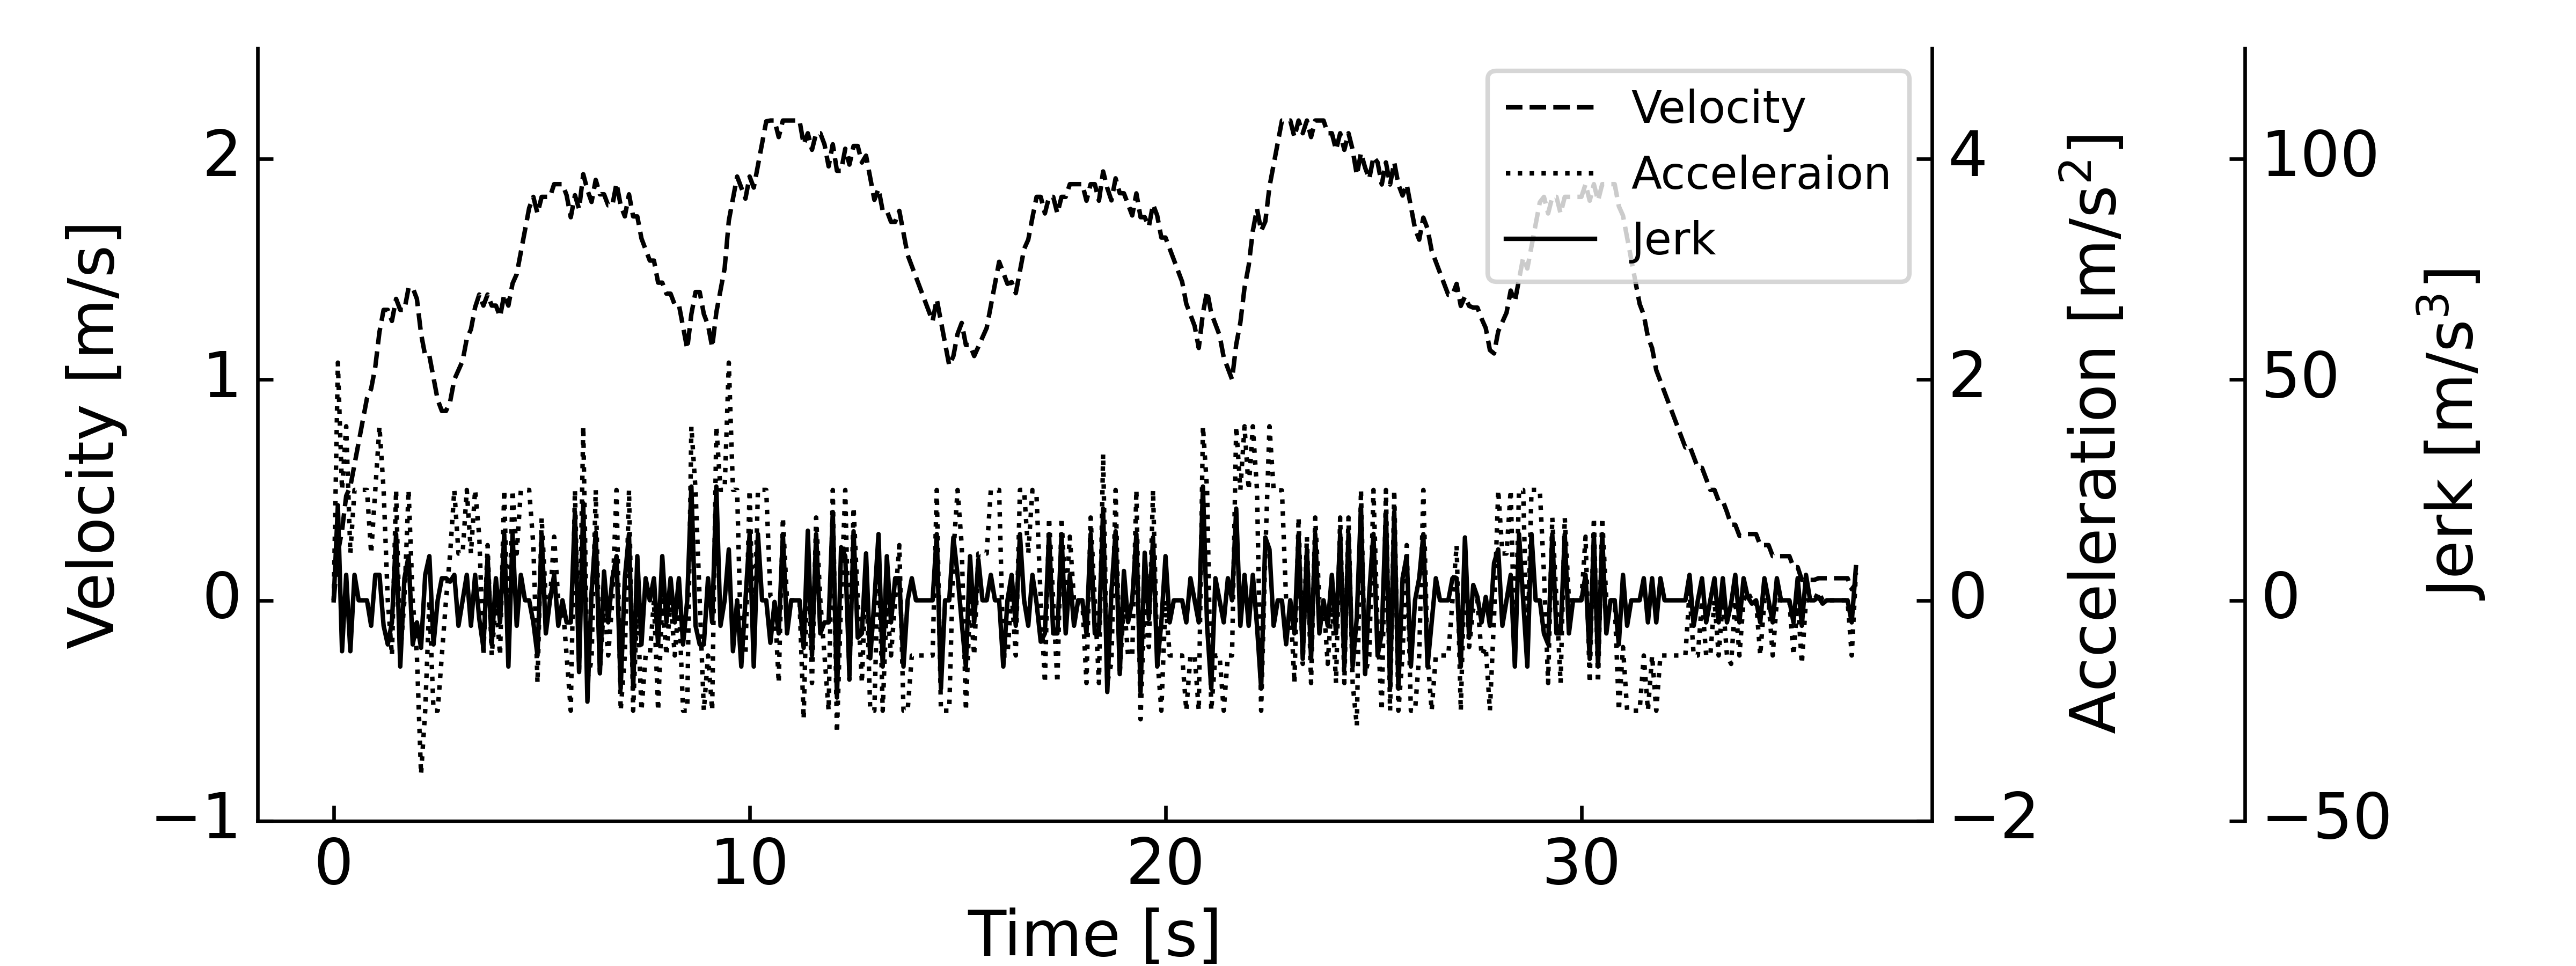 Velocity [m/s]
2
1
0
−1
0
10
20
30
Time [s]
Velocity
Acceleraion
Jerk
4
2
0
−2
Acceleration [m/s²]
100
50
0
−50
Jerk [m/s³]